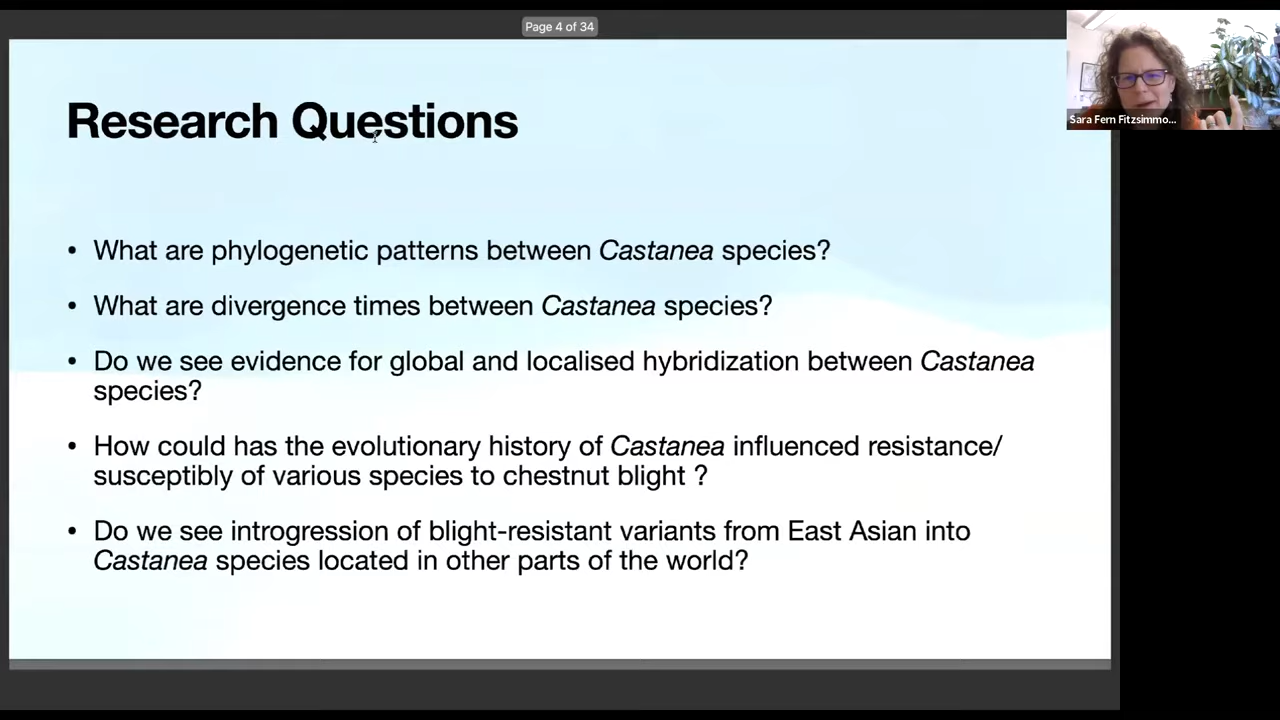 Page 4 of 34
Sara Fern Fitzsimmo...
Research Questions
• What are phylogenetic patterns between Castanea species?
• What are divergence times between Castanea species?
• Do we see evidence for global and localised hybridization between Castanea
species?
• How could has the evolutionary history of Castanea influenced resistance/
susceptibly of various species to chestnut blight ?
• Do we see introgression of blight-resistant variants from East Asian into
Castanea species located in other parts of the world?